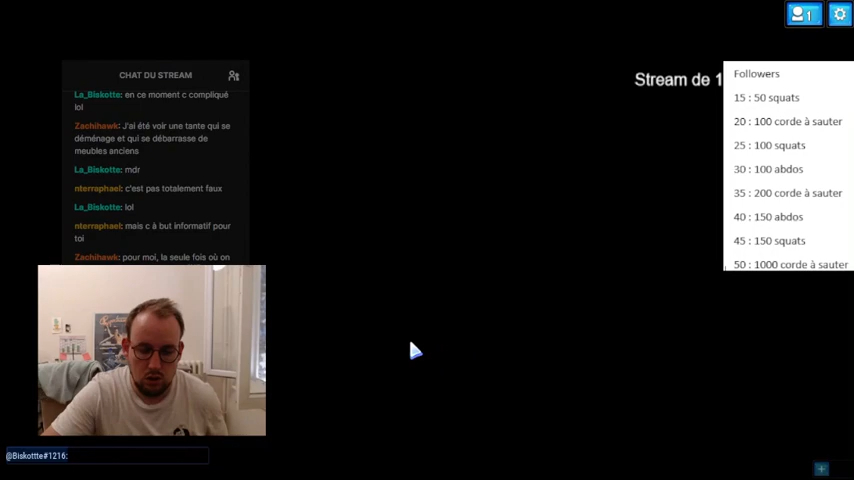 1
CHAT DU STREAM
La_Biskotte: en ce moment c compliqué
lol
Zachihawk: J'ai été voir une tante qui se
déménage et qui se débarrasse de
meubles anciens
La_Biskotte: mdr
nterraphael: c'est pas totalement faux
La_Biskotte: lol
nterraphael: mais c à but informatif pour
toi
Zachihawk: pour moi, la seule fois où on
Stream de 1
Followers
15 : 50 squats
20 : 100 corde à sauter
25 : 100 squats
30 : 100 abdos
35 : 200 corde à sauter
40 : 150 abdos
45 : 150 squats
50 : 1000 corde à sauter
@Biskottte#1216: